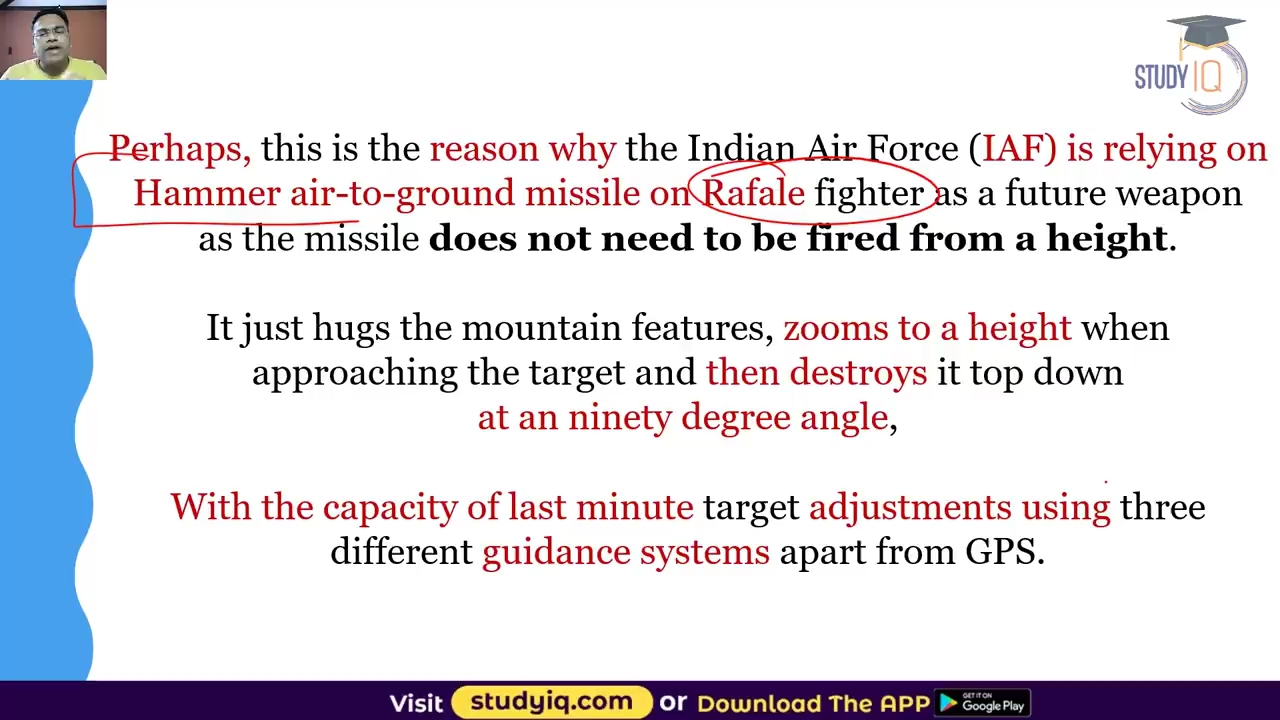 STUDY IQ
Perhaps, this is the reason why the Indian Air Force (IAF) is relying on
Hammer air-to-ground missile on Rafale fighter as a future weapon
as the missile does not need to be fired from a height.
It just hugs the mountain features, zooms to a height when
approaching the target and then destroys it top down
at an ninety degree angle,
With the capacity of last minute target adjustments using three
different guidance systems apart from GPS.
Visit studyiq.com or Download The APP GET IT ON Google Play